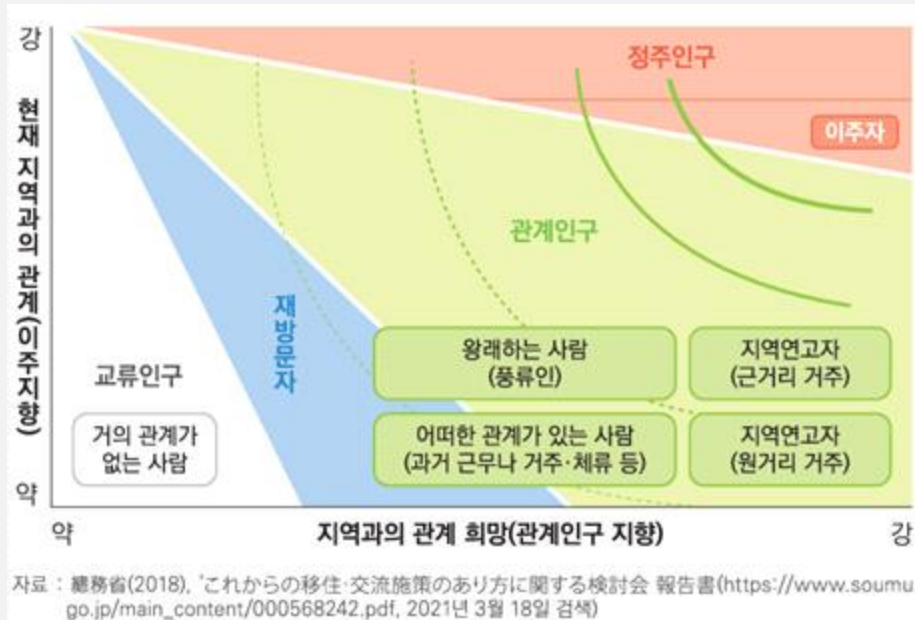 강
현재 지역과의 관계(이주지향)
약
정주인구
이주자
관계인구
재방문자
교류인구
거의 관계가
없는 사람
왕래하는 사람
(풍류인)
지역연고자
(근거리 거주)
어떠한 관계가 있는 사람
(과거 근무나 거주·체류 등)
지역연고자
(원거리 거주)
약
지역과의 관계 희망(관계인구 지향)
강
자료 : 總務省(2018), ‘これからの移住·交流施策のあり方に関する検討会 報告書(https://www.soumu
go.jp/main_content/000568242.pdf, 2021년 3월 18일 검색)